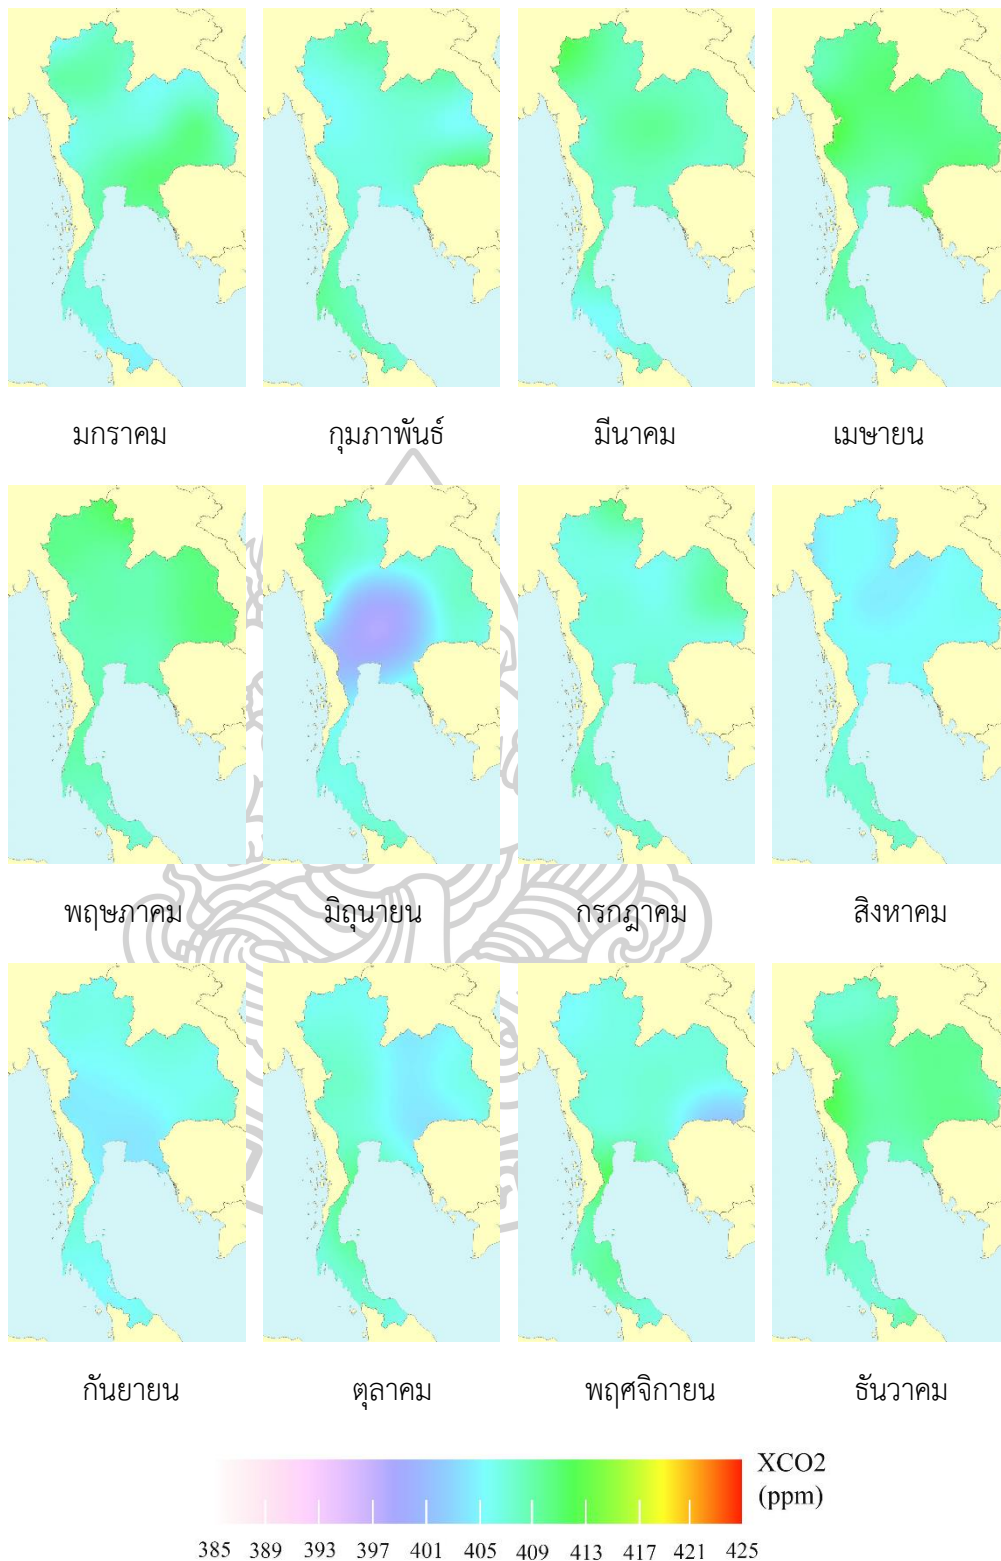 มกราคม กุมภาพันธ์ มีนาคม เมษายน
พฤษภาคม มิถุนายน กรกฎาคม สิงหาคม
กันยายน ตุลาคม พฤศจิกายน ธันวาคม
XCO2
(ppm)
385 389 393 397 401 405 409 413 417 421 425